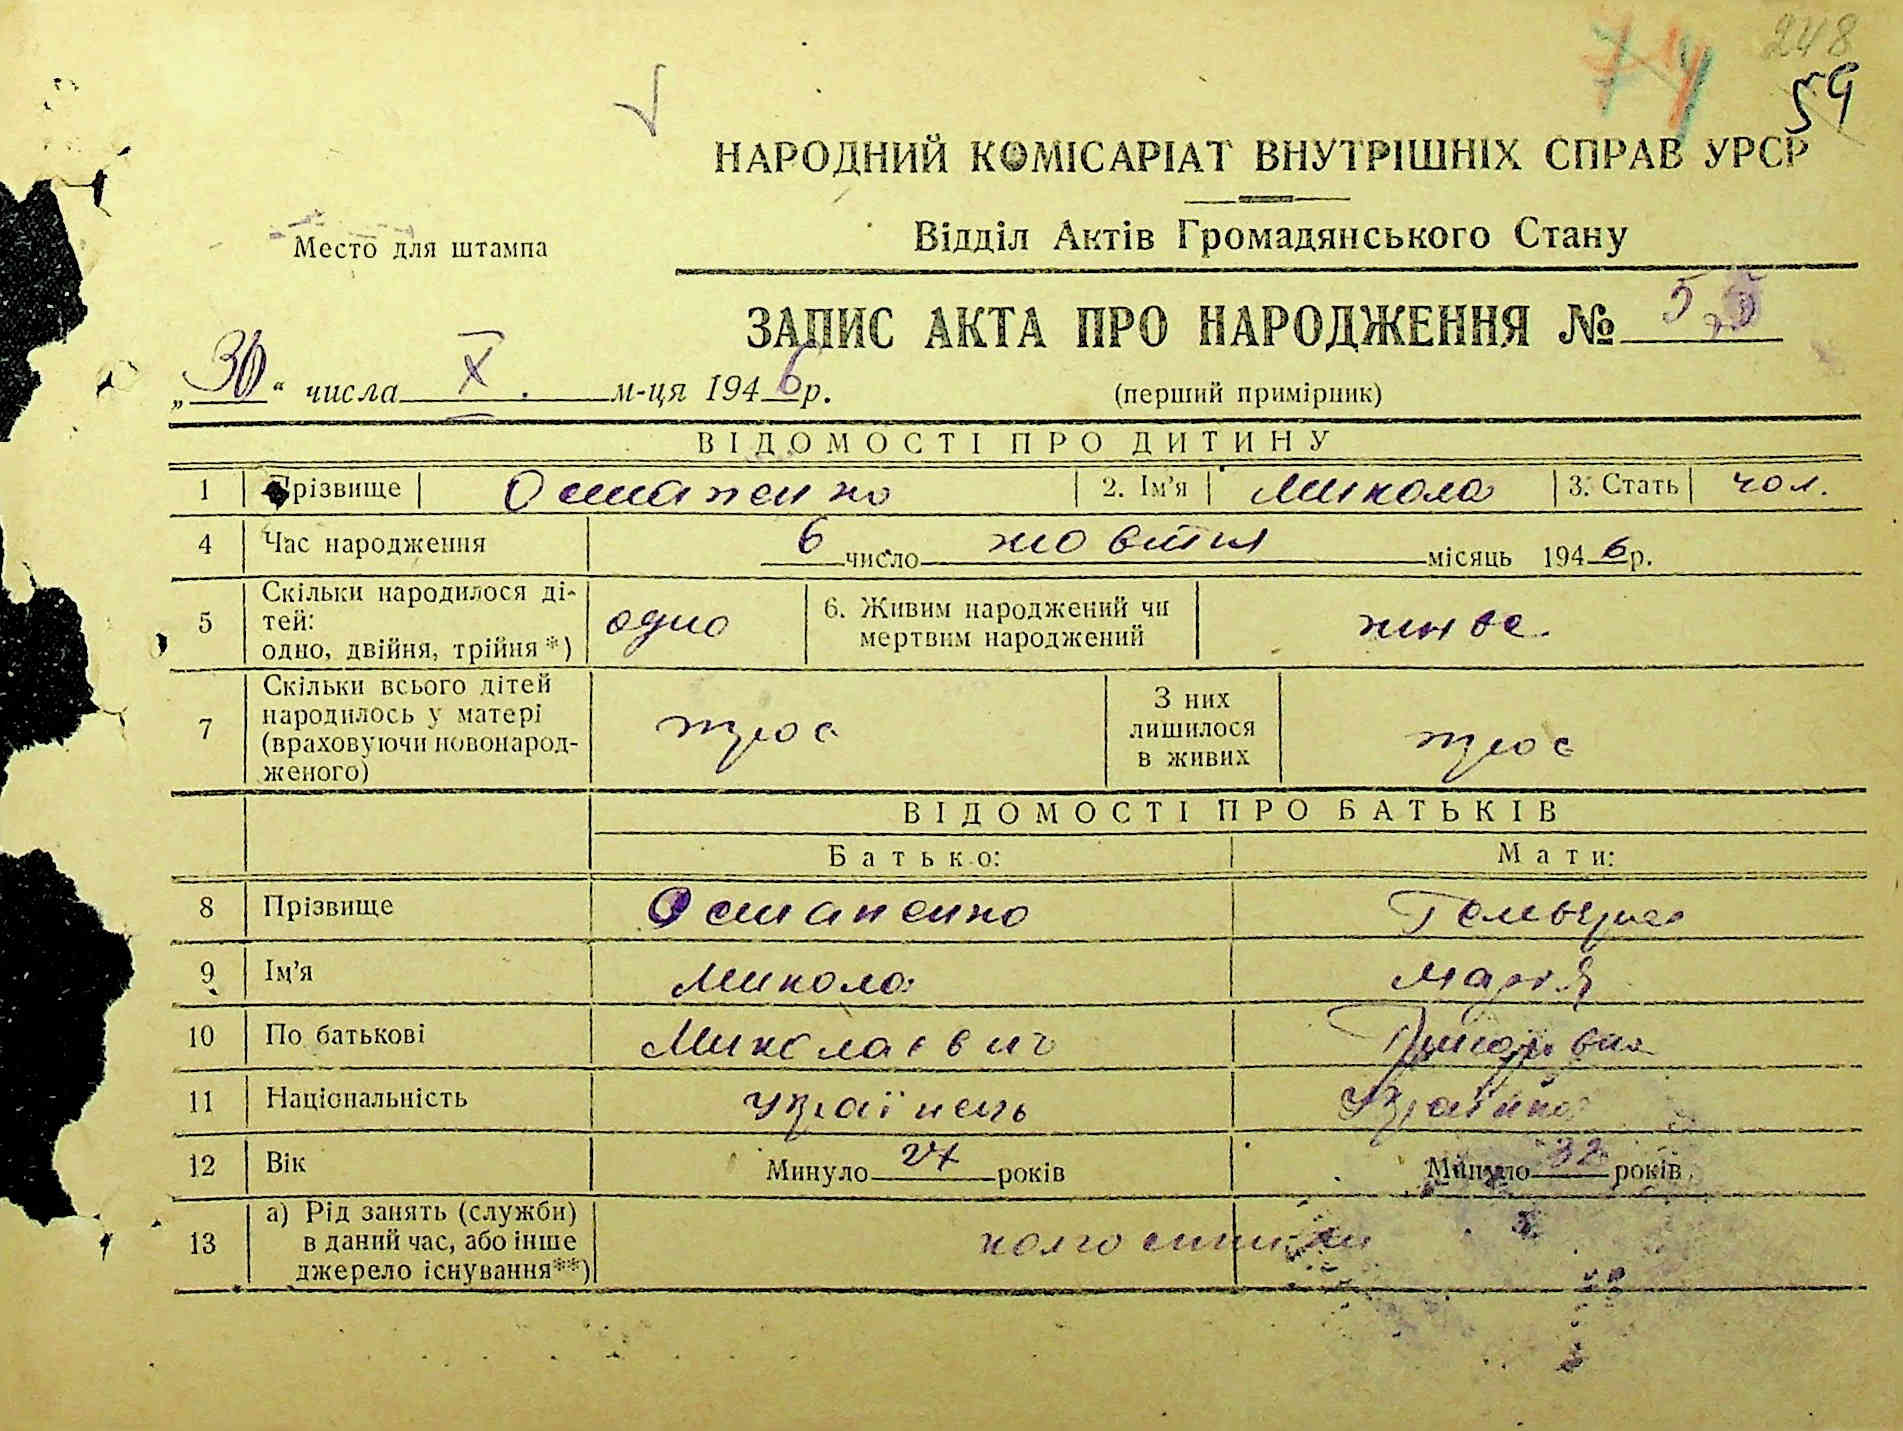 248
59
НАРОДНИЙ КОМІСАРІАТ ВНУТРІШНІХ СПРАВ УРСР
Место для штампа
Відділ Актів Громадянського Стану
ЗАПИС АКТА ПРО НАРОДЖЕННЯ №
„30“ числа X м-ця 1946 р.
(перший примірник)
ВІДОМОСТІ ПРО ДИТИНУ
1 Прізвище Остапенко 2. Ім'я Микола 3. Стать чол.
4 Час народження 6 число жовтня місяць 1946 р.
5 Скільки народилося дітей: одно, двійня, трійня *) одно 6. Живим народжений чи мертвим народжений живе.
7 Скільки всього дітей народилось у матері (враховуючи новонародженого) трое З них лишилося в живих трое
ВІДОМОСТІ ПРО БАТЬКІВ
Батько: Мати:
8 Прізвище Остапенко
9 Ім'я Микола Марія
10 По батькові Миколаєвич
11 Національність українець Українка
12 Вік Минуло 27 років Минуло 32 років
13 а) Рід занять (служби) в даний час, або інше джерело існування**) колгоспники